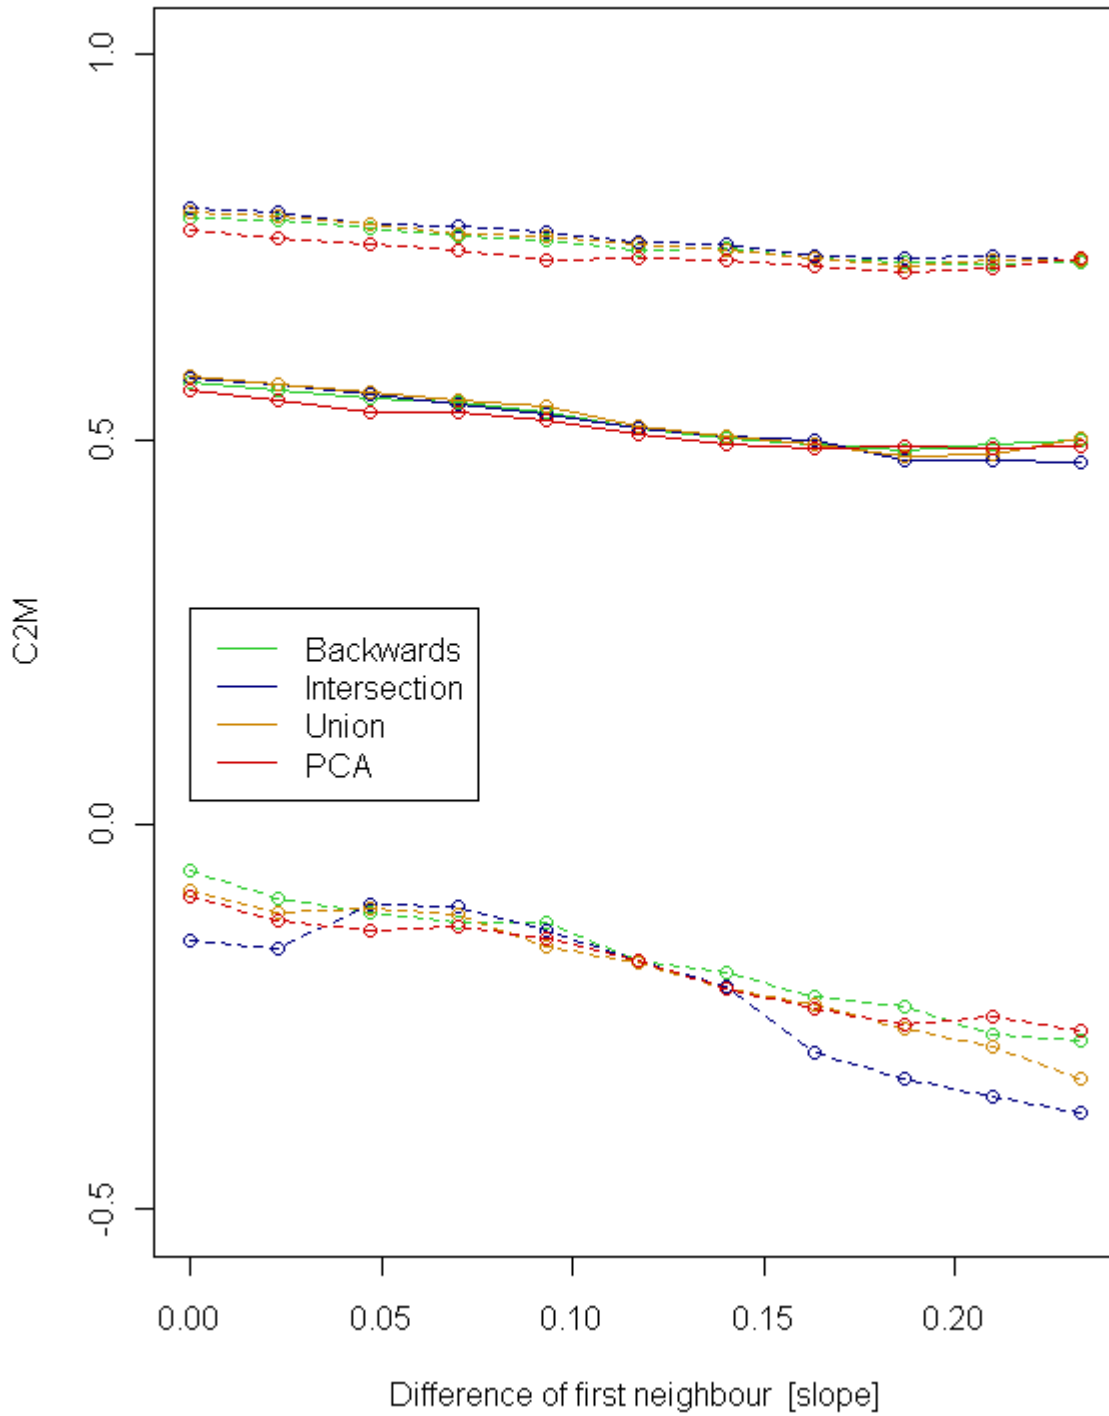 1.0
0.5
0.0
-0.5
C2M
Backwards
Intersection
Union
PCA
0.00 0.05 0.10 0.15 0.20
Difference of first neighbour [slope]